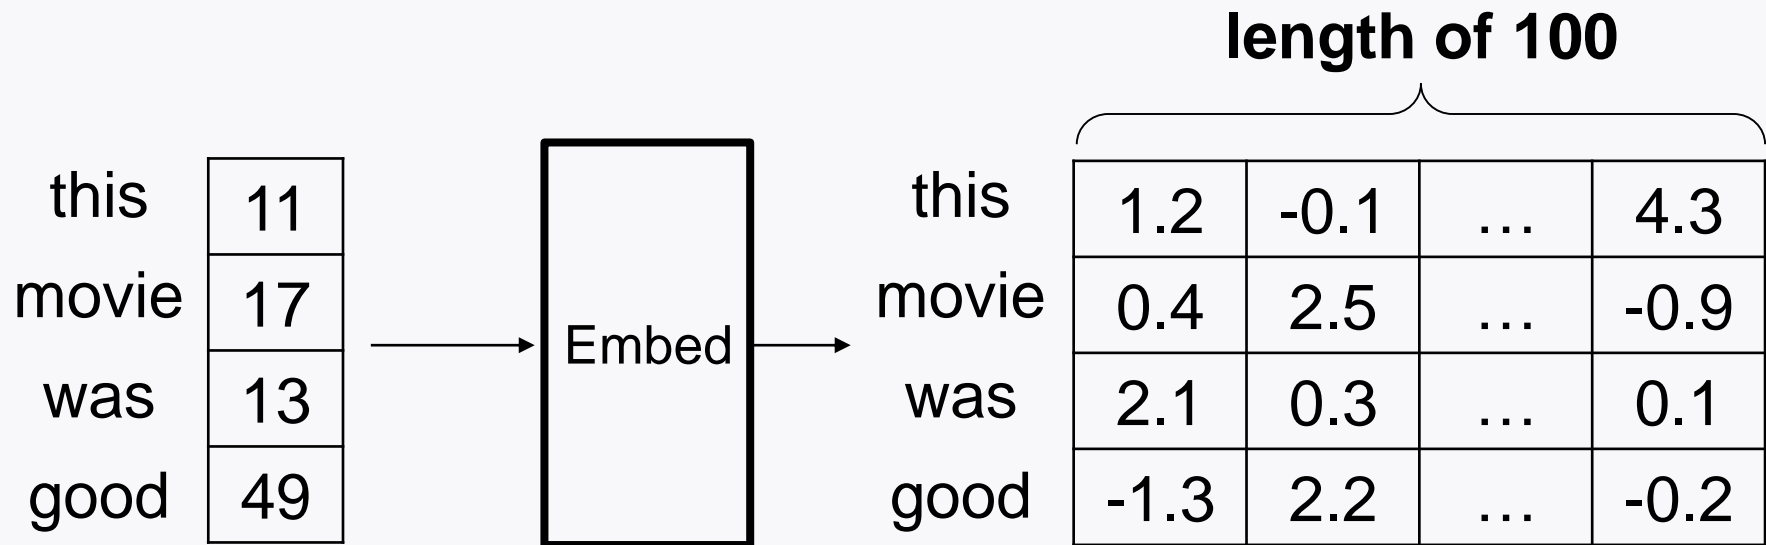 length of 100
this 11 this 1.2 -0.1 … 4.3
movie 17 movie 0.4 2.5 … -0.9
Embed
was 13 was 2.1 0.3 … 0.1
good 49 good -1.3 2.2 … -0.2